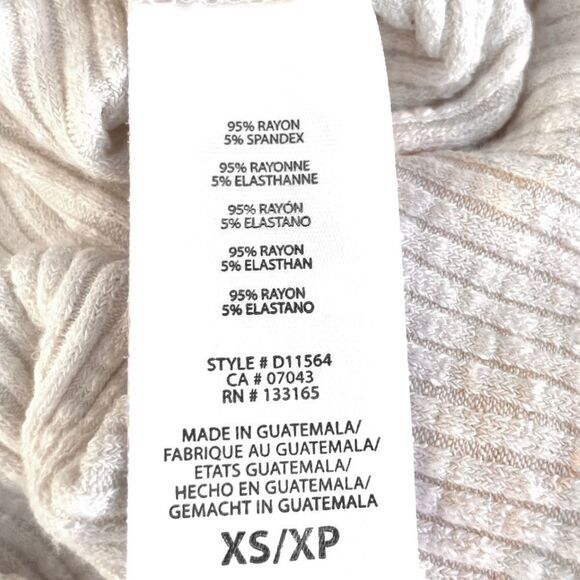 95% RAYON
5% SPANDEX
95% RAYONNE
5% ELASTHANNE
95% RAYÓN
5% ELASTANO
95% RAYON
5% ELASTHAN
95% RAYON
5% ELASTANO
STYLE # D11564
CA # 07043
RN # 133165
MADE IN GUATEMALA/
FABRIQUE AU GUATEMALA/
ETATS GUATEMALA/
HECHO EN GUATEMALA/
GEMACHT IN GUATEMALA
XS/XP